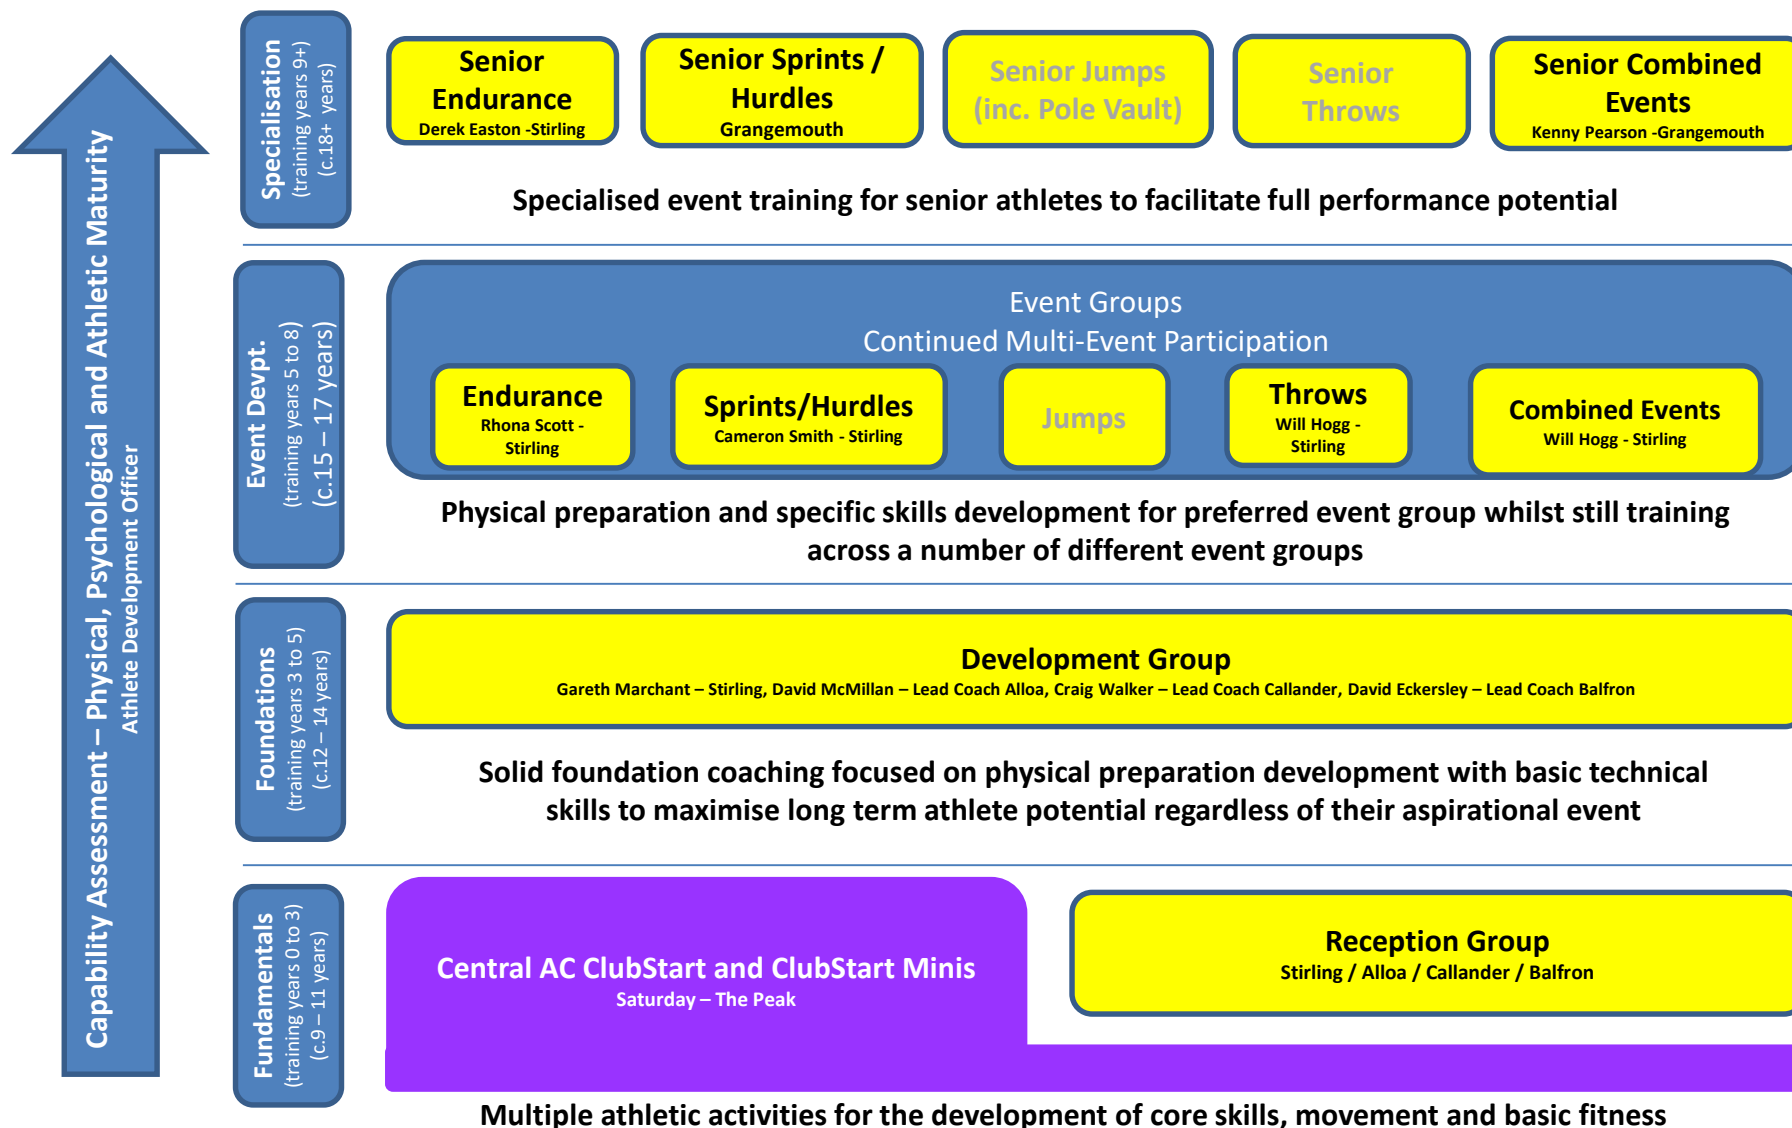 Capability Assessment – Physical, Psychological and Athletic Maturity
Athlete Development Officer
Specialisation
(training years 9+)
(c.18+ years)
Senior
Endurance
Derek Easton -Stirling
Senior Sprints /
Hurdles
Grangemouth
Senior Jumps
(inc. Pole Vault)
Senior
Throws
Senior Combined
Events
Kenny Pearson -Grangemouth
Specialised event training for senior athletes to facilitate full performance potential
Event Devpt.
(training years 5 to 8)
(c.15 – 17 years)
Event Groups
Continued Multi-Event Participation
Endurance
Rhona Scott -
Stirling
Sprints/Hurdles
Cameron Smith - Stirling
Jumps
Throws
Will Hogg -
Stirling
Combined Events
Will Hogg - Stirling
Physical preparation and specific skills development for preferred event group whilst still training
across a number of different event groups
Foundations
(training years 3 to 5)
(c.12 – 14 years)
Development Group
Gareth Marchant – Stirling, David McMillan – Lead Coach Alloa, Craig Walker – Lead Coach Callander, David Eckersley – Lead Coach Balfron
Solid foundation coaching focused on physical preparation development with basic technical
skills to maximise long term athlete potential regardless of their aspirational event
Fundamentals
(training years 0 to 3)
(c.9 – 11 years)
Central AC ClubStart and ClubStart Minis
Saturday – The Peak
Reception Group
Stirling / Alloa / Callander / Balfron
Multiple athletic activities for the development of core skills, movement and basic fitness